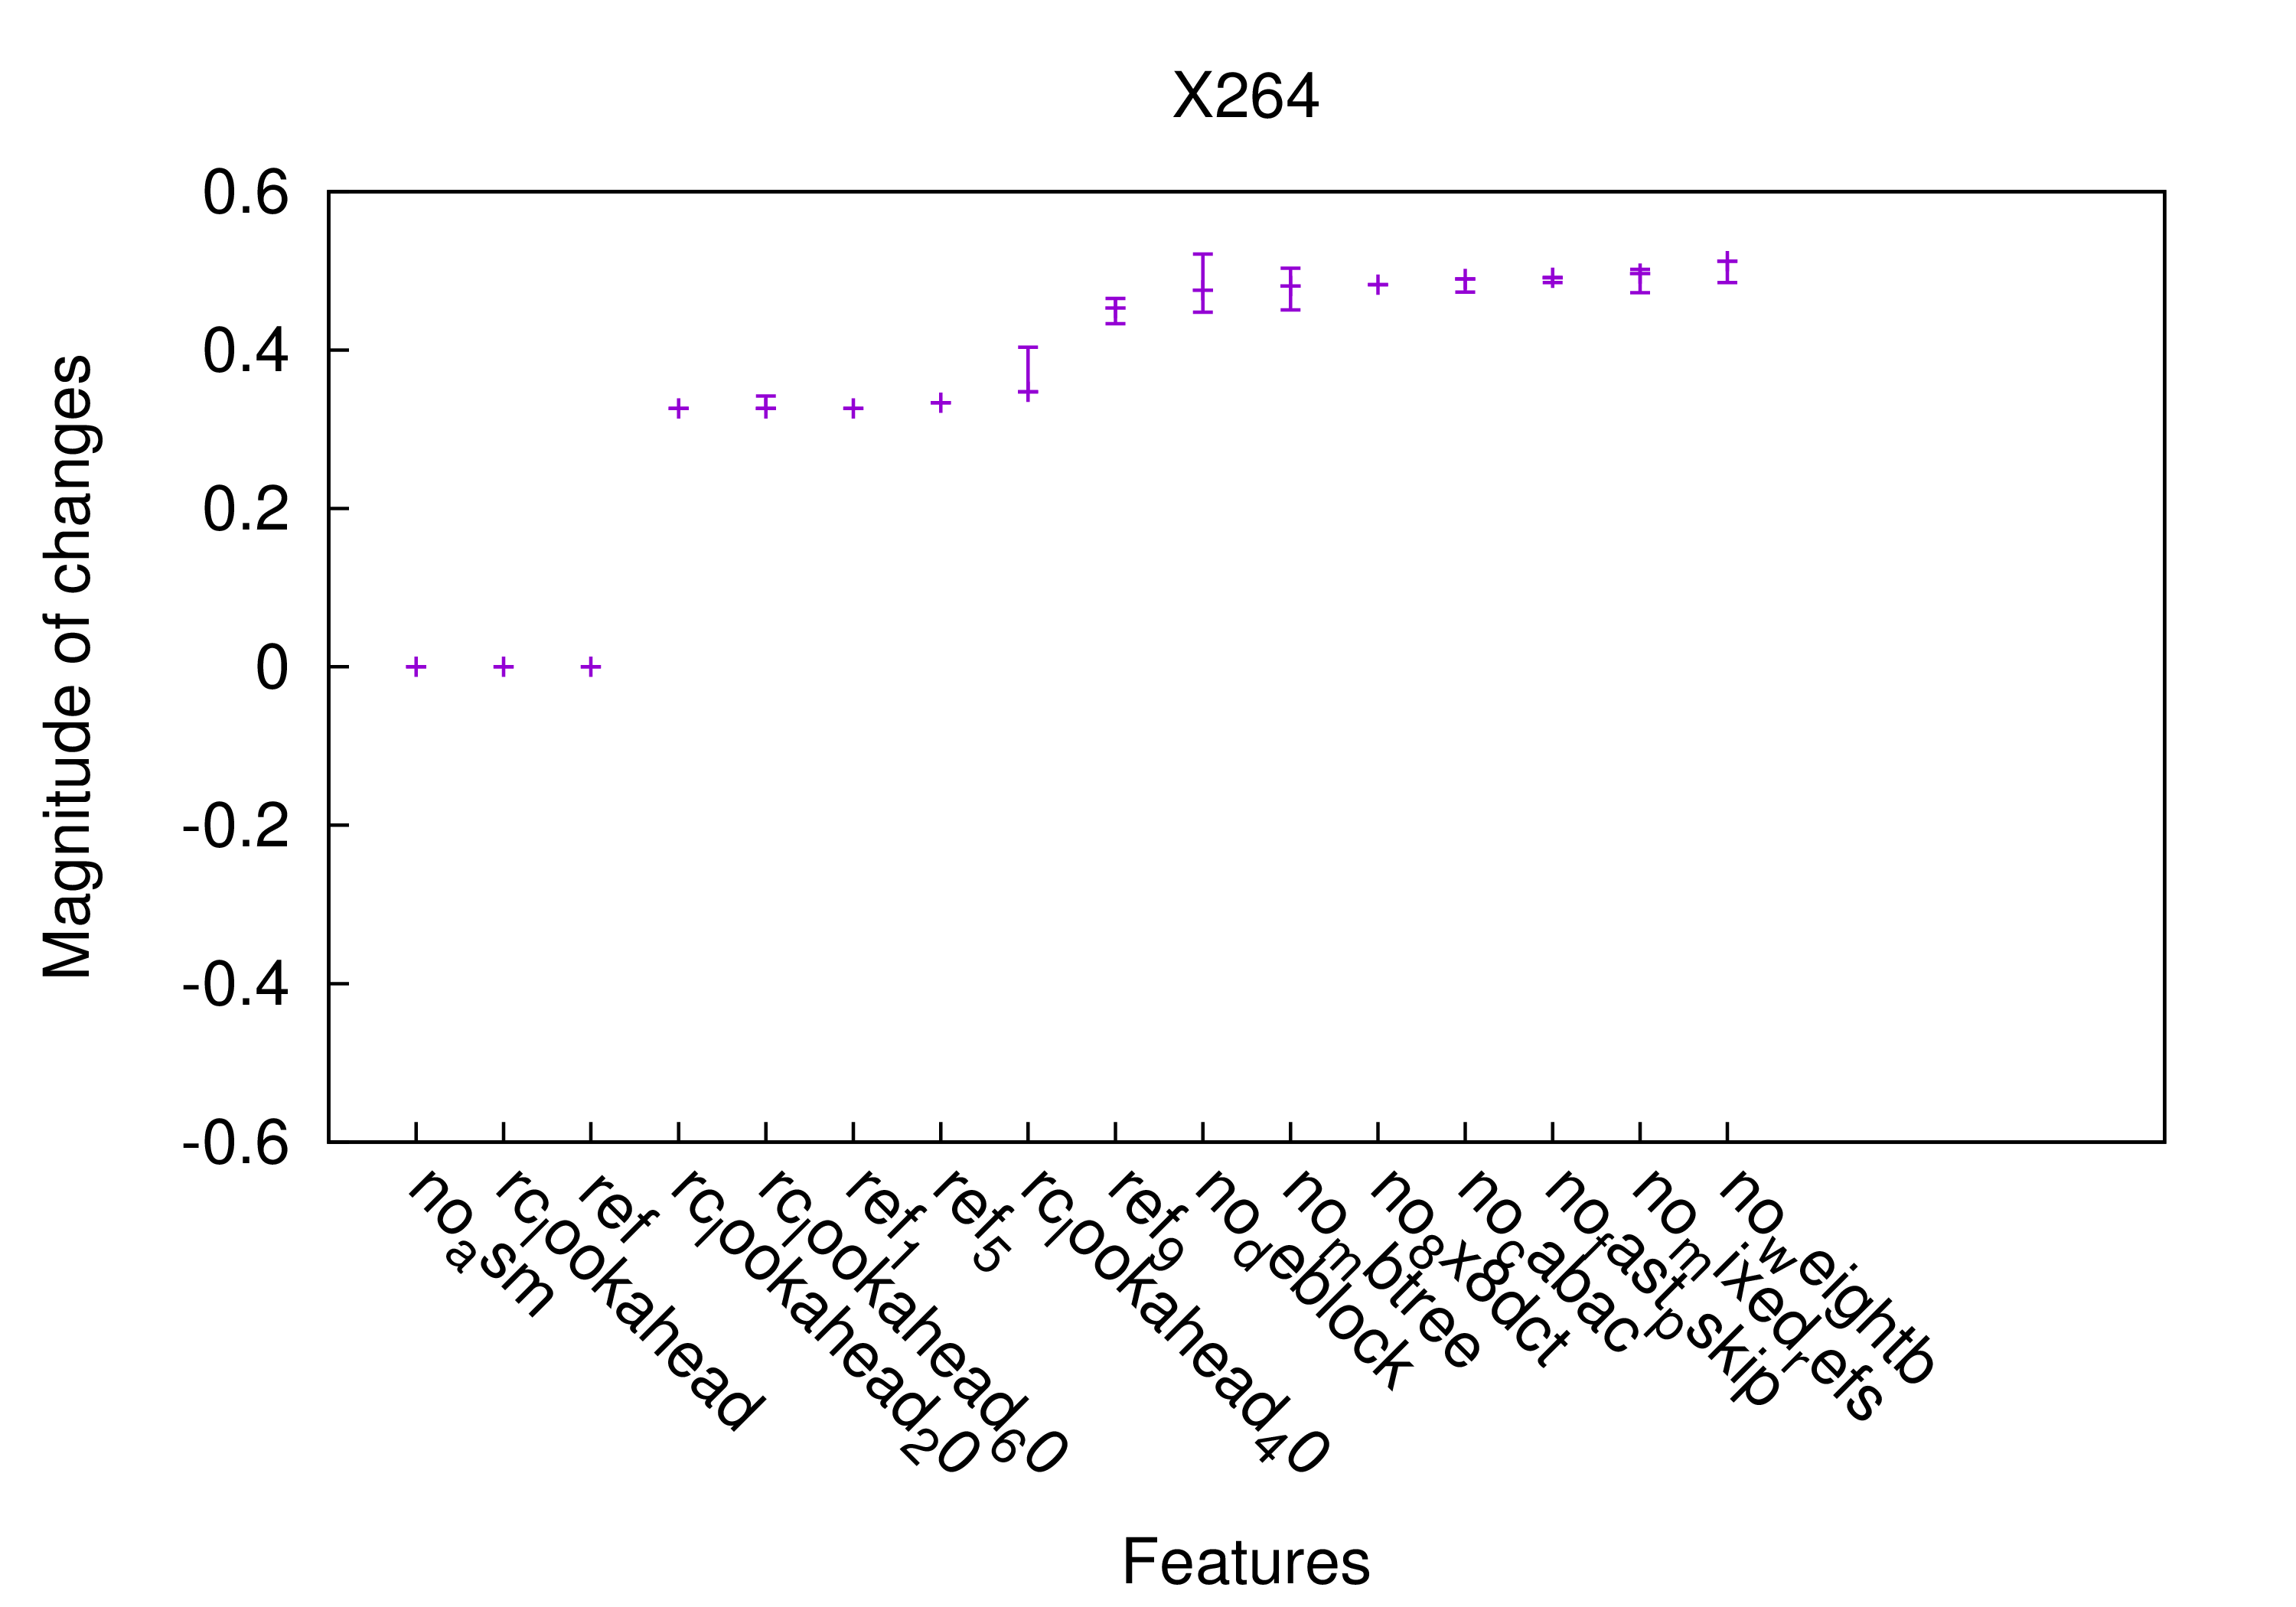 X264
0.6
0.4
0.2
0
-0.2
-0.4
-0.6
Magnitude of changes
no_asm
rc_lookahead
ref
rc_lookahead_20
rc_lookahead_60
ref_1
ref_5
rc_lookahead_40
ref_9
no_deblock
no_mbtree
no_8x8dct
no_cabac
no_fast_pskip
no_mixed_refs
no_weightb
Features